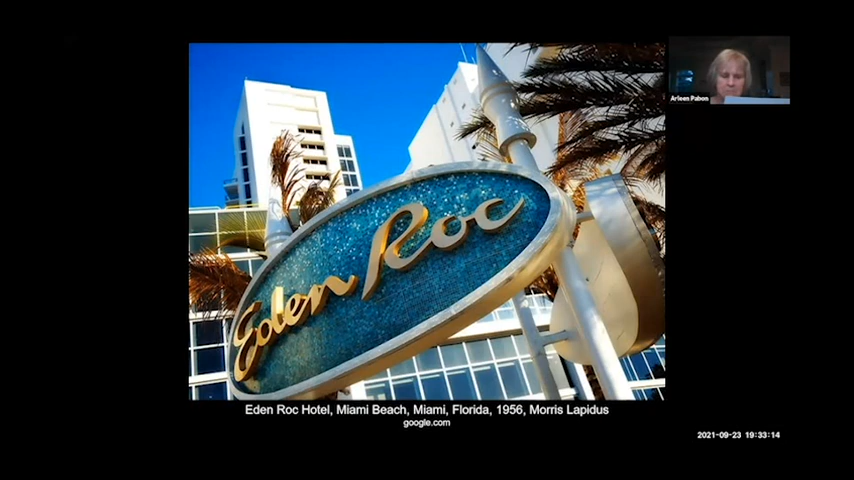 Arleen Pabon
Eden Roc
Eden Roc Hotel, Miami Beach, Miami, Florida, 1956, Morris Lapidus
google.com
2021-09-23 19:33:14